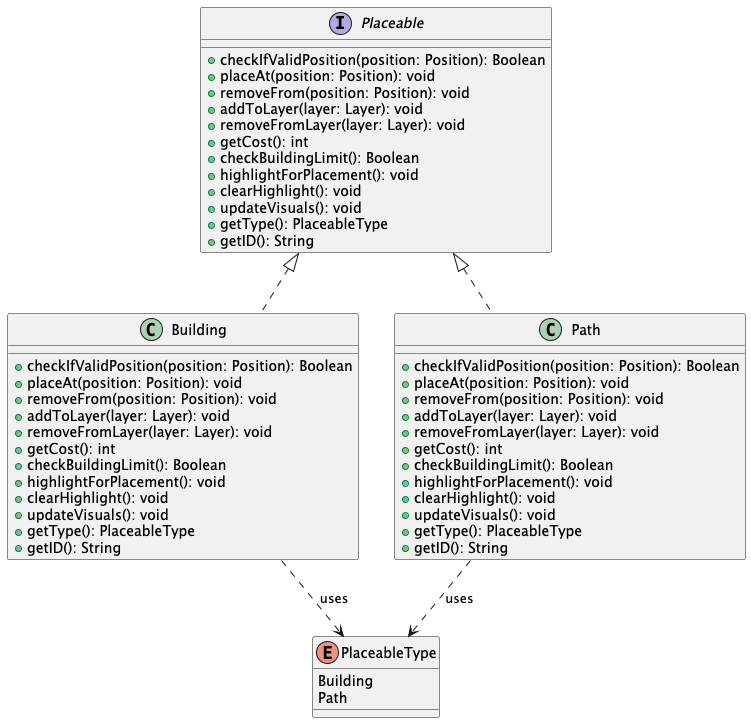 I Placeable
checkIfValidPosition(position: Position): Boolean
placeAt(position: Position): void
removeFrom(position: Position): void
addToLayer(layer: Layer): void
removeFromLayer(layer: Layer): void
getCost(): int
checkBuildingLimit(): Boolean
highlightForPlacement(): void
clearHighlight(): void
updateVisuals(): void
getType(): PlaceableType
getID(): String
C Building
checkIfValidPosition(position: Position): Boolean
placeAt(position: Position): void
removeFrom(position: Position): void
addToLayer(layer: Layer): void
removeFromLayer(layer: Layer): void
getCost(): int
checkBuildingLimit(): Boolean
highlightForPlacement(): void
clearHighlight(): void
updateVisuals(): void
getType(): PlaceableType
getID(): String
C Path
checkIfValidPosition(position: Position): Boolean
placeAt(position: Position): void
removeFrom(position: Position): void
addToLayer(layer: Layer): void
removeFromLayer(layer: Layer): void
getCost(): int
checkBuildingLimit(): Boolean
highlightForPlacement(): void
clearHighlight(): void
updateVisuals(): void
getType(): PlaceableType
getID(): String
uses
uses
E PlaceableType
Building
Path